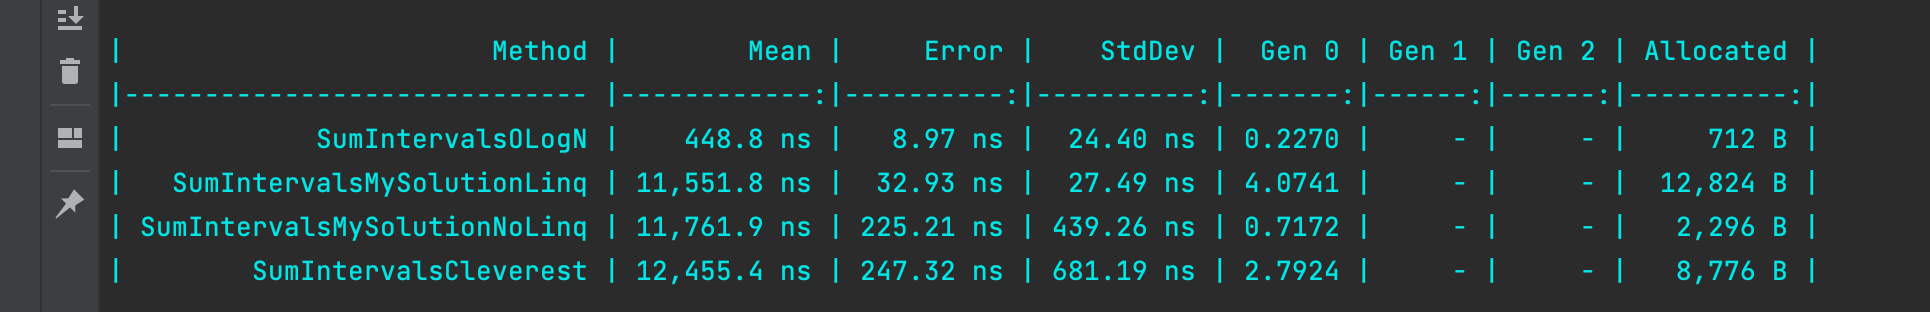 | Method | Mean | Error | StdDev | Gen 0 | Gen 1 | Gen 2 | Allocated |
|----------------------------- |------------:|----------:|----------:|-------:|------:|------:|----------:|
| SumIntervalsOLogN | 448.8 ns | 8.97 ns | 24.40 ns | 0.2270 | - | - | 712 B |
| SumIntervalsMySolutionLinq | 11,551.8 ns | 32.93 ns | 27.49 ns | 4.0741 | - | - | 12,824 B |
| SumIntervalsMySolutionNoLinq | 11,761.9 ns | 225.21 ns | 439.26 ns | 0.7172 | - | - | 2,296 B |
| SumIntervalsCleverest | 12,455.4 ns | 247.32 ns | 681.19 ns | 2.7924 | - | - | 8,776 B |